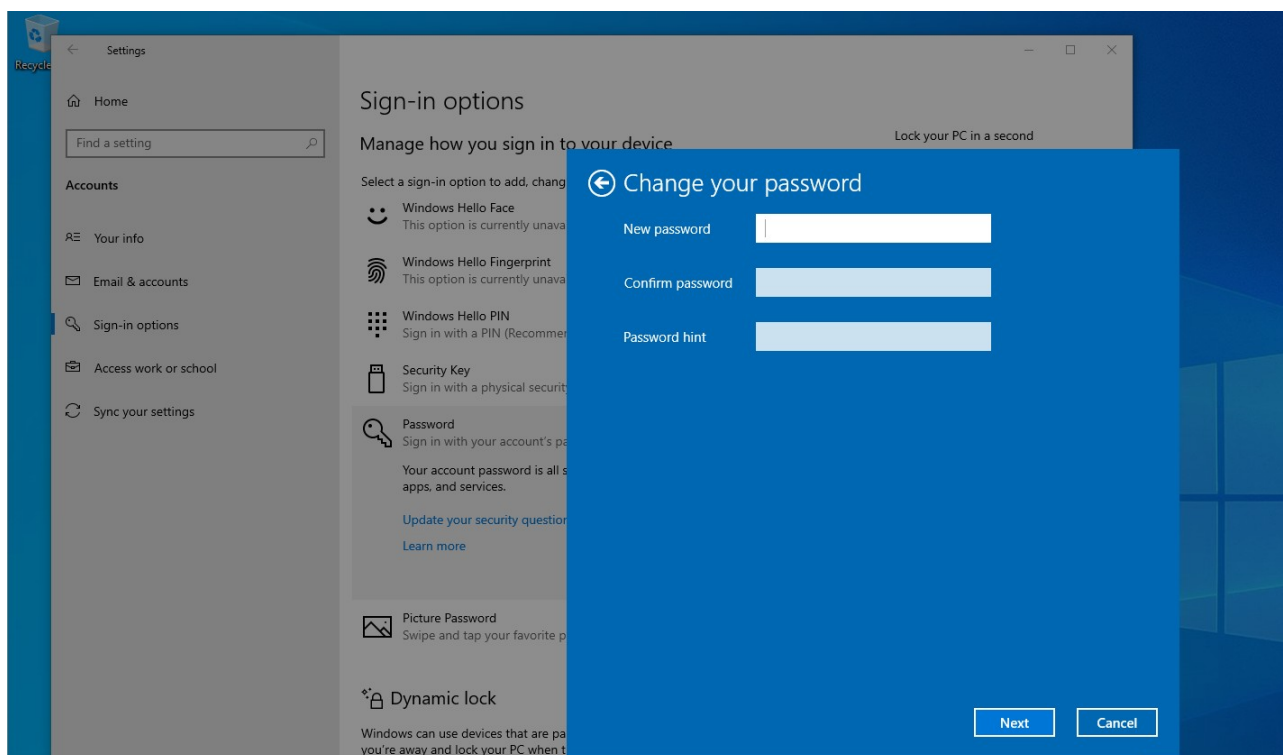 Recycle
Settings
Home
Find a setting
Accounts
Your info
Email & accounts
Sign-in options
Access work or school
Sync your settings
Sign-in options
Manage how you sign in to your device
Select a sign-in option to add, chang
Windows Hello Face
This option is currently unava
Windows Hello Fingerprint
This option is currently unava
Windows Hello PIN
Sign in with a PIN (Recommer
Security Key
Sign in with a physical security
Password
Sign in with your account's pa
Your account password is all s
apps, and services.
Update your security question
Learn more
Picture Password
Swipe and tap your favorite p
Dynamic lock
Windows can use devices that are pa
you're away and lock your PC when t
Lock your PC in a second
Change your password
New password
Confirm password
Password hint
Next
Cancel